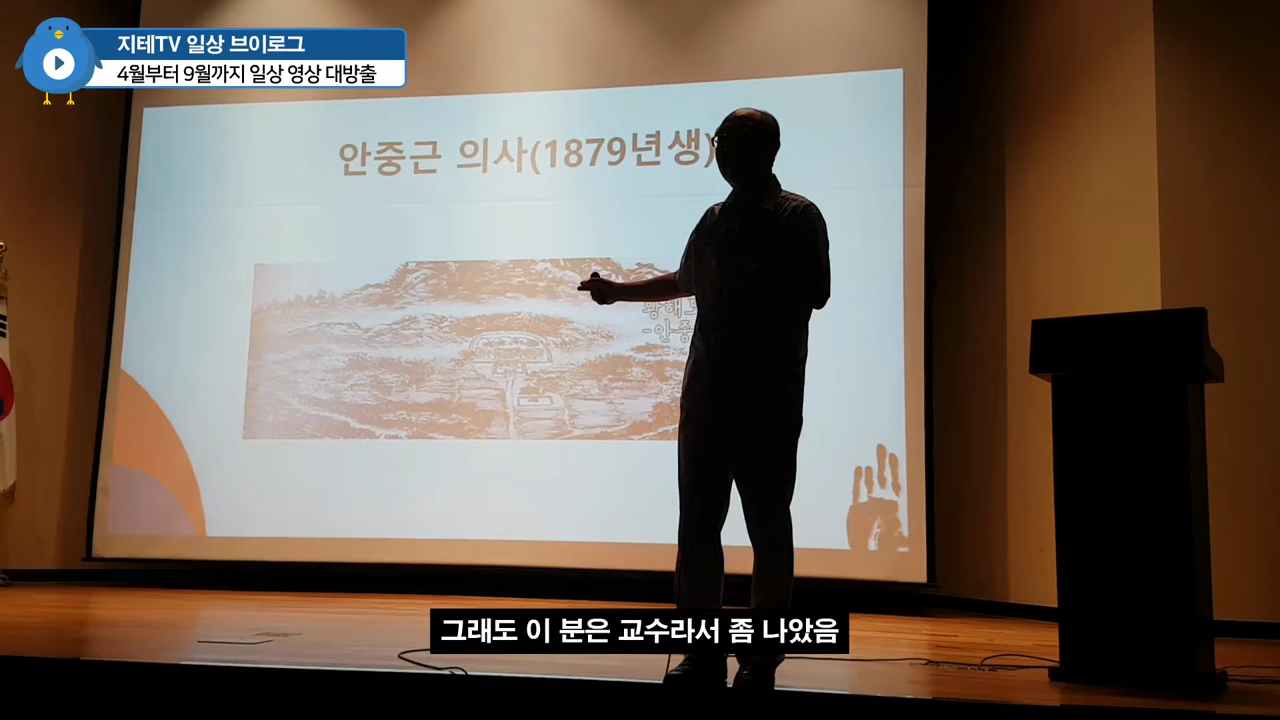 지테TV 일상 브이로그
4월부터 9월까지 일상 영상 대방출
안중근 의사(1879년생)
-안중
그래도 이 분은 교수라서 좀 나았음